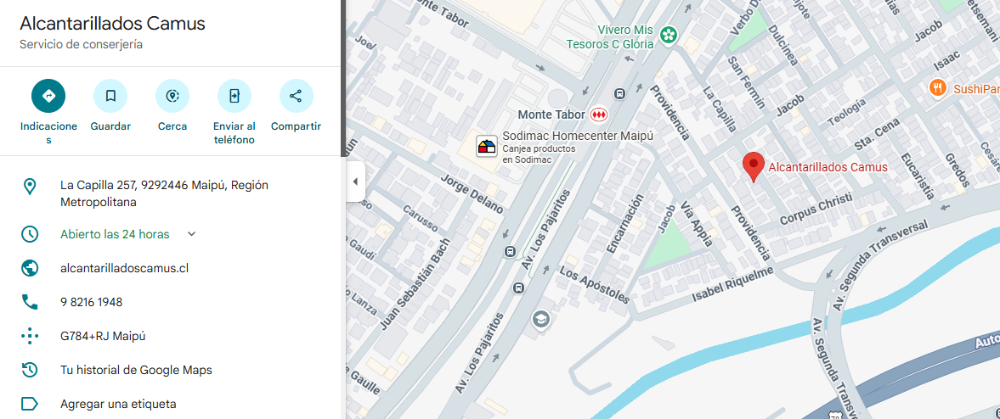 Alcantarillados Camus
Servicio de conserjería
Indicacione
s
Guardar
Cerca
Enviar al
teléfono
Compartir
La Capilla 257, 9292446 Maipú, Región
Metropolitana
Abierto las 24 horas
alcantarilladoscamus.cl
9 8216 1948
G784+RJ Maipú
Tu historial de Google Maps
Agregar una etiqueta
Monte Tabor
Joel
Vivero Mis
Tesoros C Gloria
Verbo D
Dulcinea
San Fermín
Jacob
Isaac
etsemani
SushiPar
Monte Tabor
Providencia
La Capilla
Jacob
Teología
Sta. Cena
Sodimac Homecenter Maipú
Canjea productos
en Sodimac
Alcantarillados Camus
Eucaristía
Gredos
Cesare
Jorge Delano
Carusso
Encarnación
Jacob
Vía Appia
Providencia
Corpus Christi
Av. Los Pajaritos
Juan Sebastián Bach
o Gaudí
Los Apóstoles
Isabel Riquelme
Av. Segunda Transversal
io Lanza
Av. Los Pajaritos
Av. Segunda Transv
Auto
e Gaulle